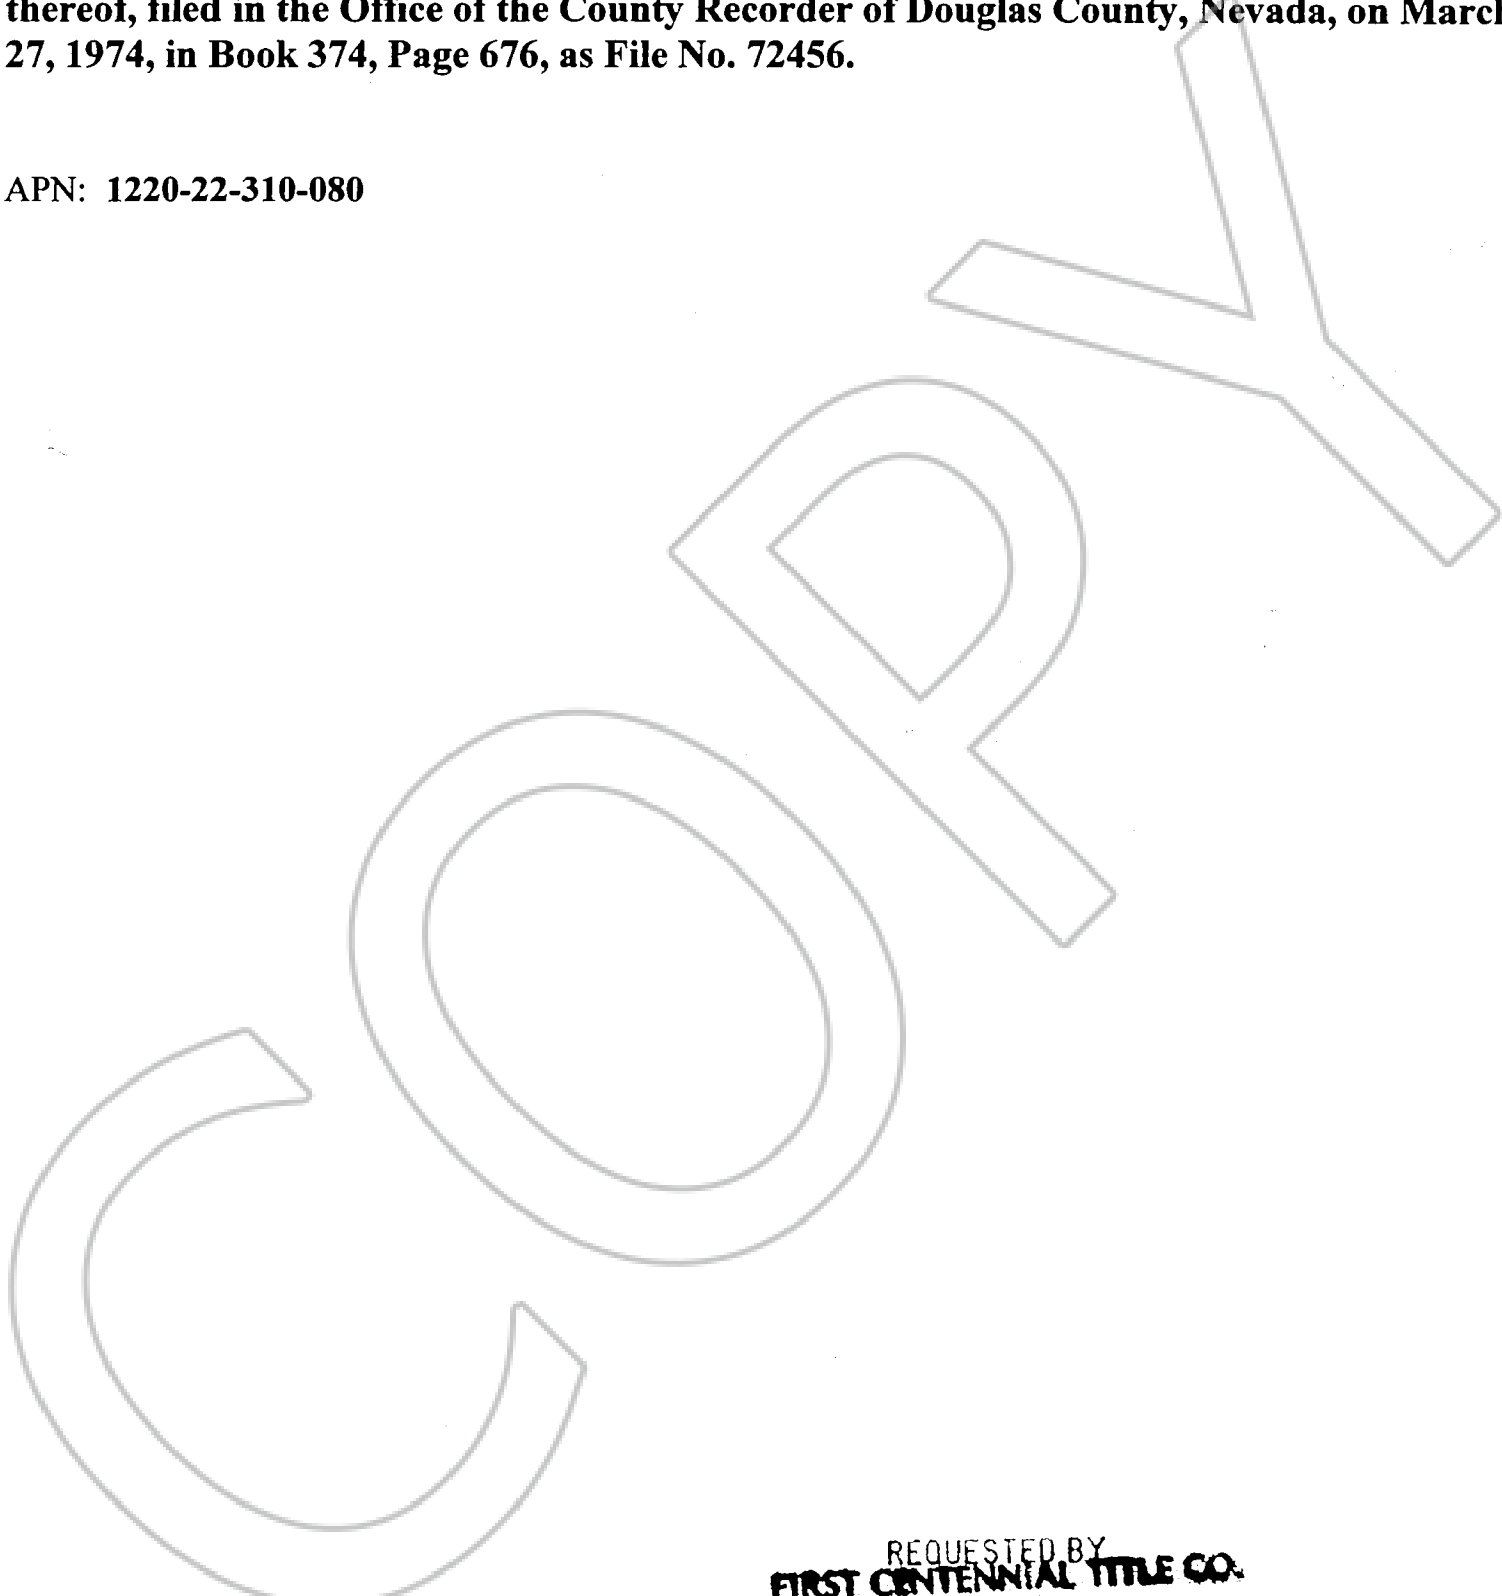 thereof, filed in the Office of the County Recorder of Douglas County, Nevada, on March
27, 1974, in Book 374, Page 676, as File No. 72456.
APN: 1220-22-310-080
COPY
REQUESTED BY
FIRST CENTENNIAL TITLE CO.